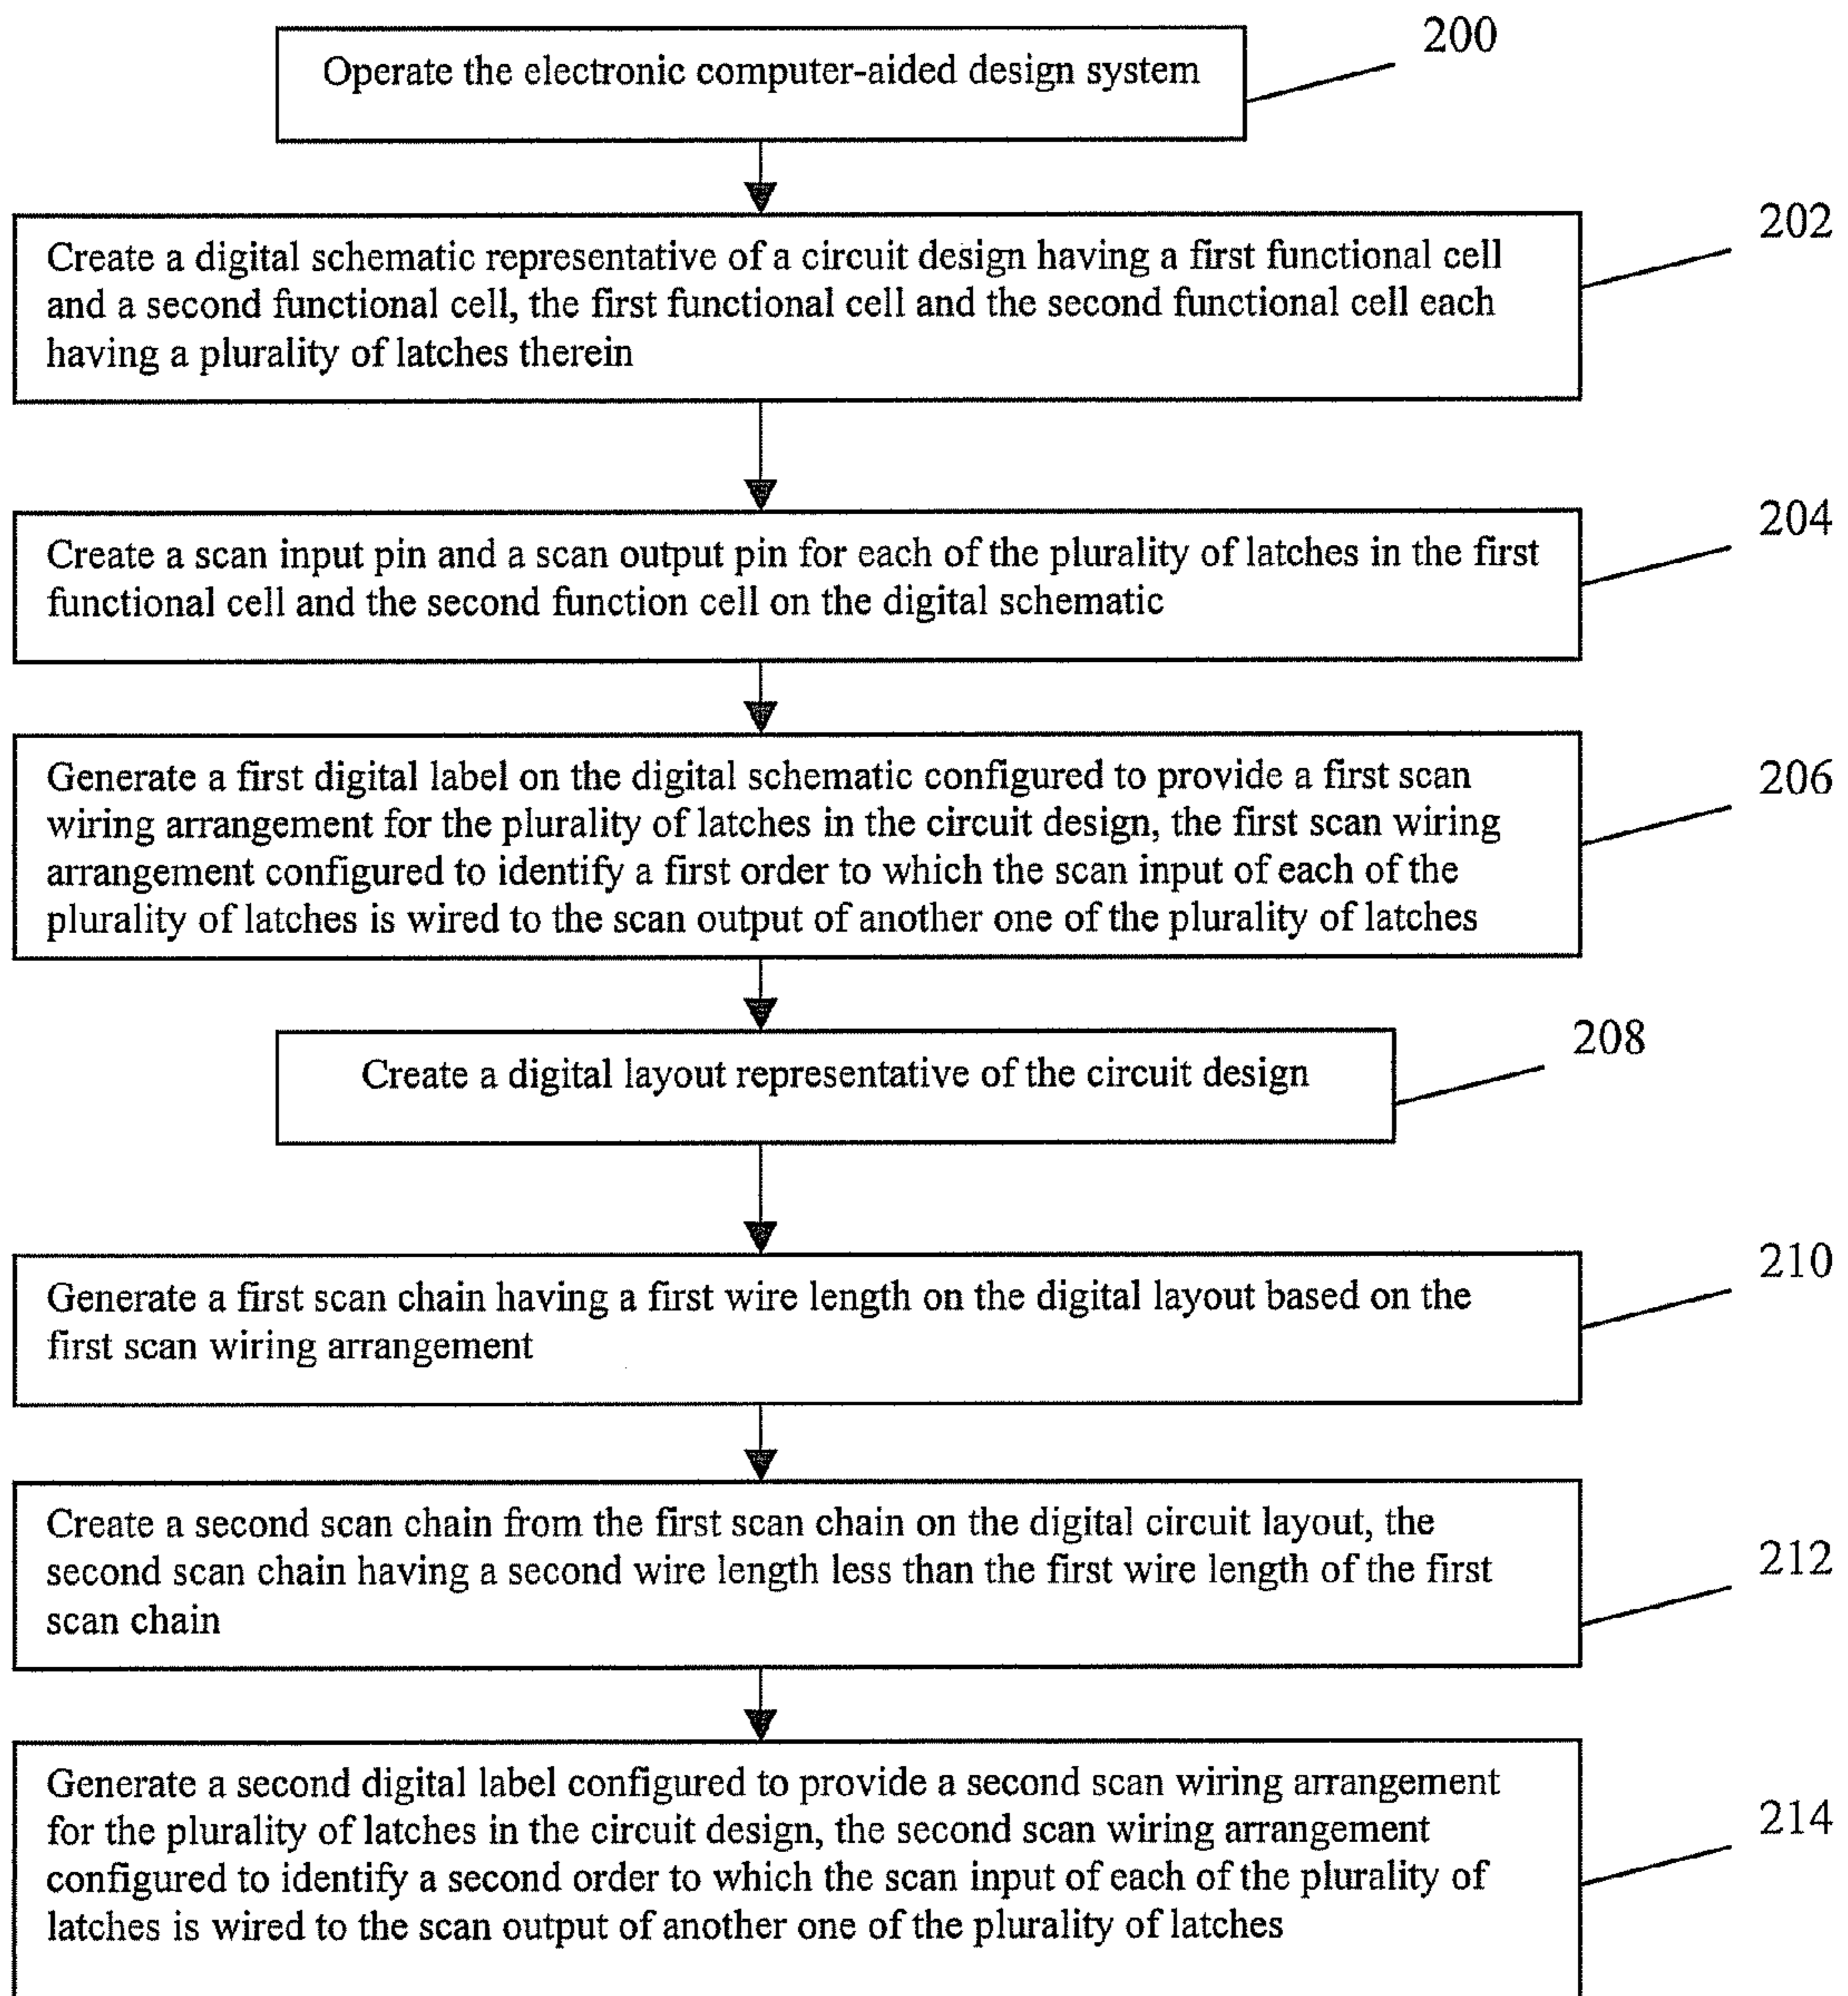 200
Operate the electronic computer-aided design system
202
Create a digital schematic representative of a circuit design having a first functional cell
and a second functional cell, the first functional cell and the second functional cell each
having a plurality of latches therein
204
Create a scan input pin and a scan output pin for each of the plurality of latches in the first
functional cell and the second function cell on the digital schematic
206
Generate a first digital label on the digital schematic configured to provide a first scan
wiring arrangement for the plurality of latches in the circuit design, the first scan wiring
arrangement configured to identify a first order to which the scan input of each of the
plurality of latches is wired to the scan output of another one of the plurality of latches
208
Create a digital layout representative of the circuit design
210
Generate a first scan chain having a first wire length on the digital layout based on the
first scan wiring arrangement
212
Create a second scan chain from the first scan chain on the digital circuit layout, the
second scan chain having a second wire length less than the first wire length of the first
scan chain
214
Generate a second digital label configured to provide a second scan wiring arrangement
for the plurality of latches in the circuit design, the second scan wiring arrangement
configured to identify a second order to which the scan input of each of the plurality of
latches is wired to the scan output of another one of the plurality of latches